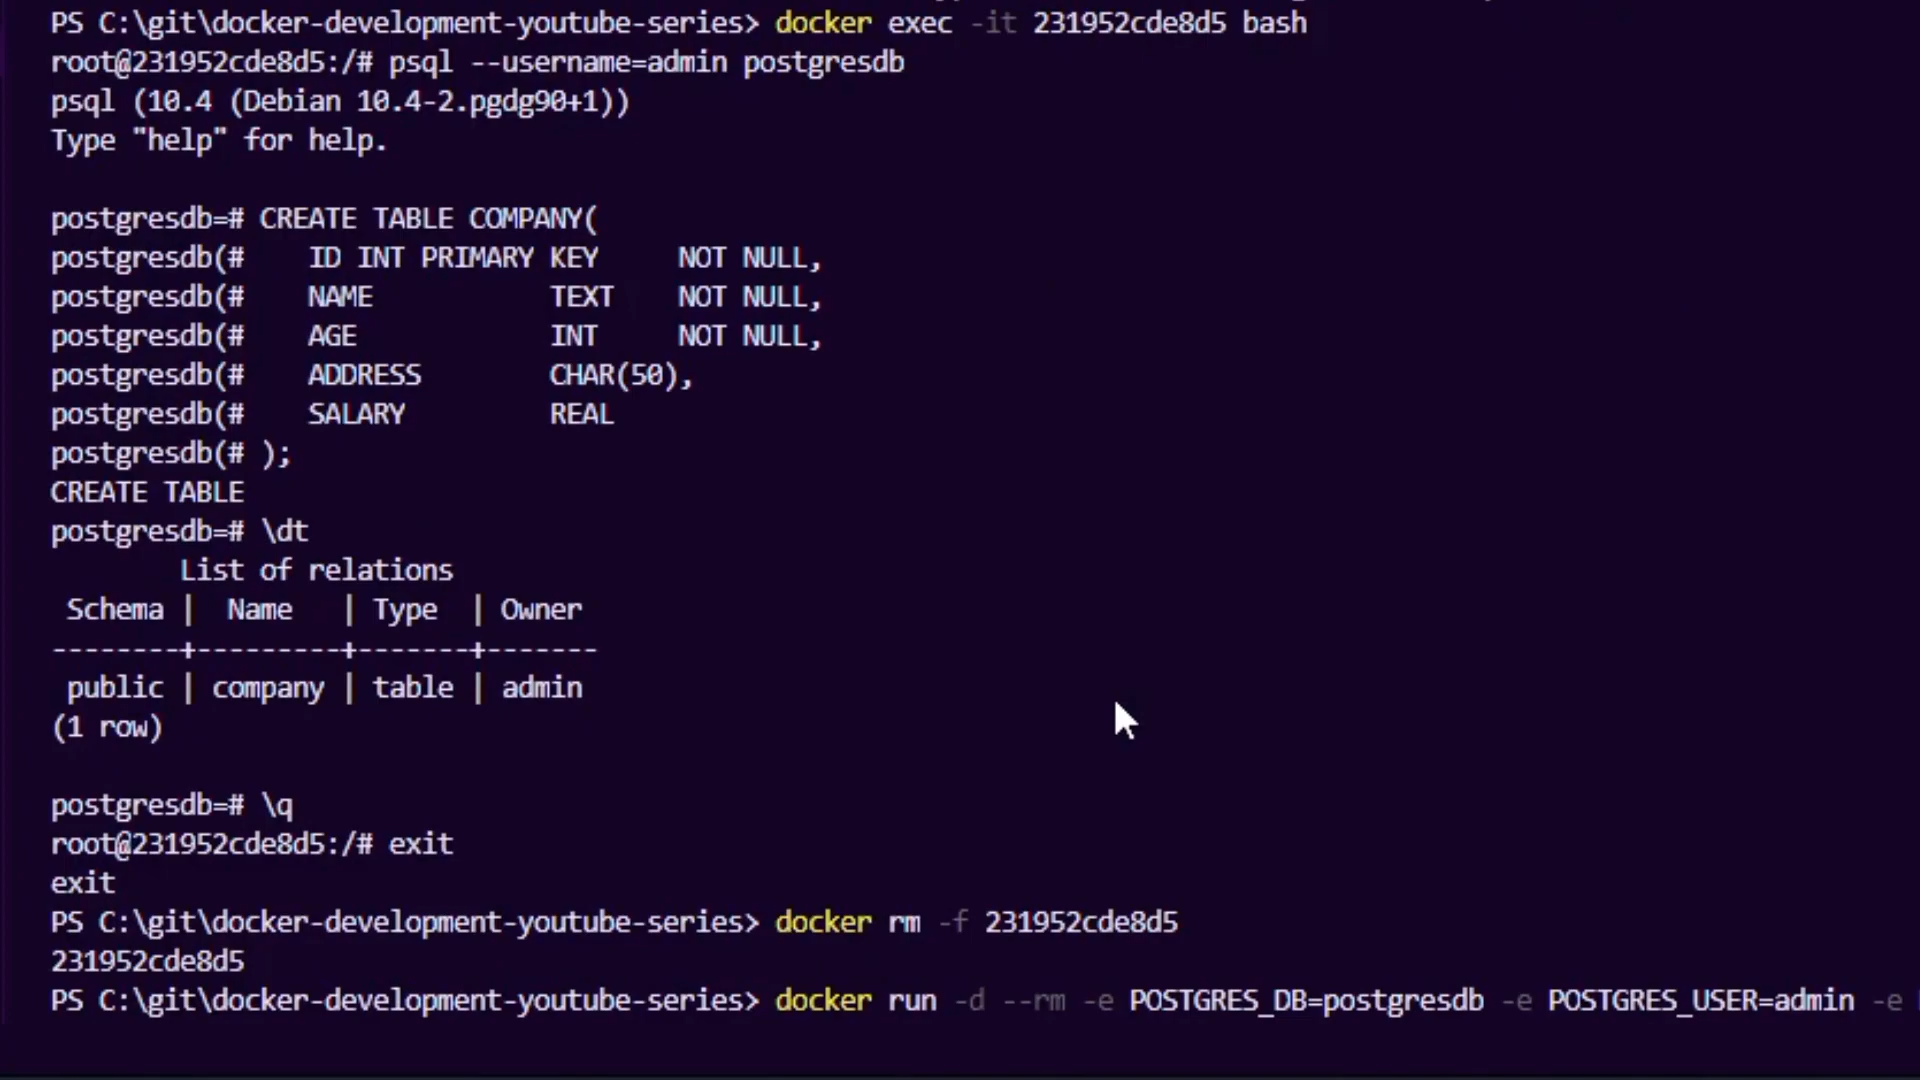 PS C:\git\docker-development-youtube-series> docker exec -it 231952cde8d5 bash
root@231952cde8d5:/# psql --username=admin postgresdb
psql (10.4 (Debian 10.4-2.pgdg90+1))
Type "help" for help.

postgresdb=# CREATE TABLE COMPANY(
postgresdb(#    ID INT PRIMARY KEY     NOT NULL,
postgresdb(#    NAME           TEXT    NOT NULL,
postgresdb(#    AGE            INT     NOT NULL,
postgresdb(#    ADDRESS        CHAR(50),
postgresdb(#    SALARY         REAL
postgresdb(# );
CREATE TABLE
postgresdb=# \dt
        List of relations
 Schema |  Name   | Type  | Owner
--------+---------+-------+-------
 public | company | table | admin
(1 row)

postgresdb=# \q
root@231952cde8d5:/# exit
exit
PS C:\git\docker-development-youtube-series> docker rm -f 231952cde8d5
231952cde8d5
PS C:\git\docker-development-youtube-series> docker run -d --rm -e POSTGRES_DB=postgresdb -e POSTGRES_USER=admin -e